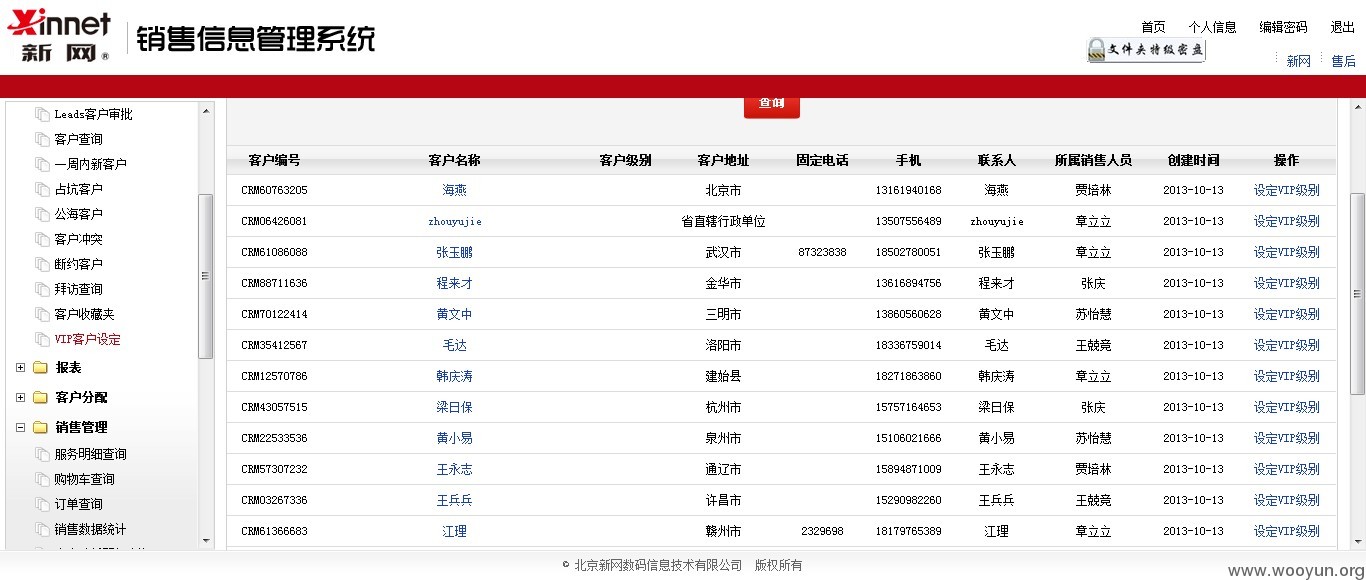 Xinnet
新 网 ®
销售信息管理系统
首页 个人信息 编辑密码 退出
文件夹特级密盘
新网 售后
Leads客户审批
客户查询
一周内新客户
占坑客户
公海客户
客户冲突
断约客户
拜访查询
客户收藏夹
VIP客户设定
报表
客户分配
销售管理
服务明细查询
购物车查询
订单查询
销售数据统计
查询
客户编号 客户名称 客户级别 客户地址 固定电话 手机 联系人 所属销售人员 创建时间 操作
CRM60763205 海燕 北京市 13161940168 海燕 贾培林 2013-10-13 设定VIP级别
CRM06426081 zhouyujie 省直辖行政单位 13507556489 zhouyujie 章立立 2013-10-13 设定VIP级别
CRM61086088 张玉鹏 武汉市 87323838 18502780051 张玉鹏 章立立 2013-10-13 设定VIP级别
CRM88711636 程来才 金华市 13616894756 程来才 张庆 2013-10-13 设定VIP级别
CRM70122414 黄文中 三明市 13860560628 黄文中 苏怡慧 2013-10-13 设定VIP级别
CRM35412567 毛达 洛阳市 18336759014 毛达 王兢竞 2013-10-13 设定VIP级别
CRM12570786 韩庆涛 建始县 18271863860 韩庆涛 章立立 2013-10-13 设定VIP级别
CRM43057515 梁日保 杭州市 15757164653 梁日保 张庆 2013-10-13 设定VIP级别
CRM22533536 黄小易 泉州市 15106021666 黄小易 苏怡慧 2013-10-13 设定VIP级别
CRM57307232 王永志 通辽市 15894871009 王永志 贾培林 2013-10-13 设定VIP级别
CRM03267336 王兵兵 许昌市 15290982260 王兵兵 王兢竞 2013-10-13 设定VIP级别
CRM61366683 江理 赣州市 2329698 18179765389 江理 章立立 2013-10-13 设定VIP级别
© 北京新网数码信息技术有限公司 版权所有
www.wooyun.org